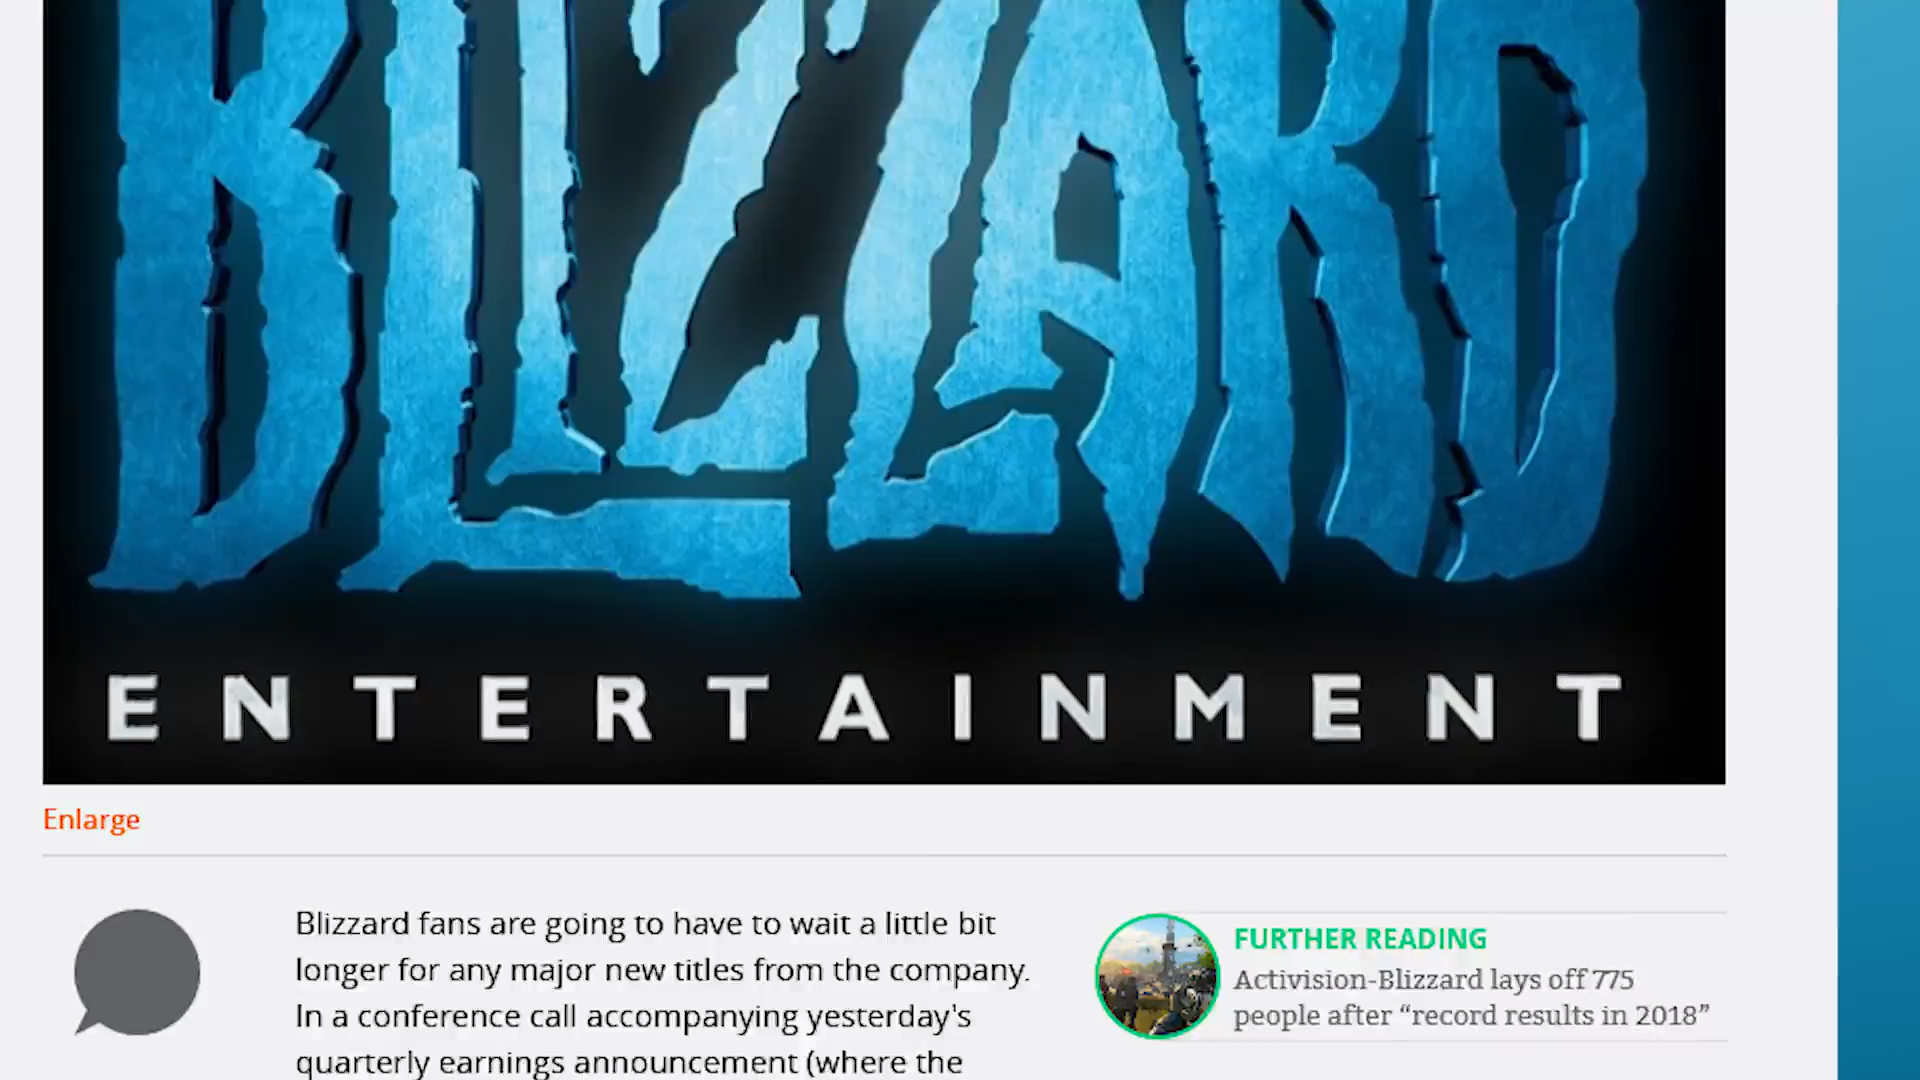 BLIZZARD
ENTERTAINMENT
Enlarge
Blizzard fans are going to have to wait a little bit
longer for any major new titles from the company.
In a conference call accompanying yesterday's
quarterly earnings announcement (where the
FURTHER READING
Activision-Blizzard lays off 775
people after “record results in 2018”